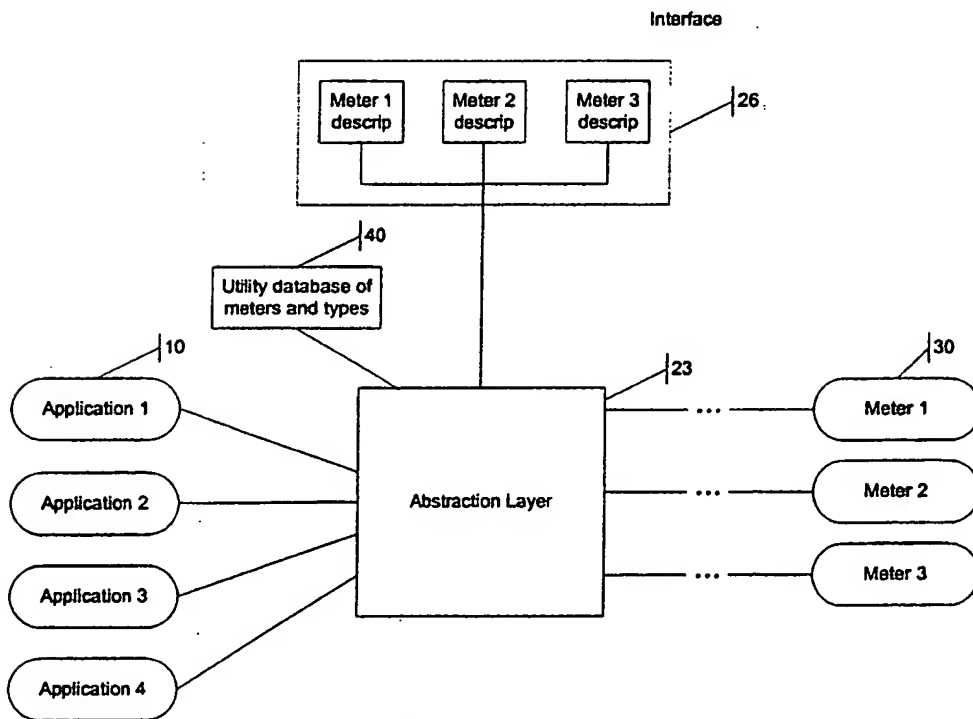 Interface
Meter 1
descrip
Meter 2
descrip
Meter 3
descrip
26
40
Utility database of
meters and types
10
23
30
Application 1
Meter 1
Application 2
Abstraction Layer
Meter 2
Application 3
Meter 3
Application 4
...
...
...